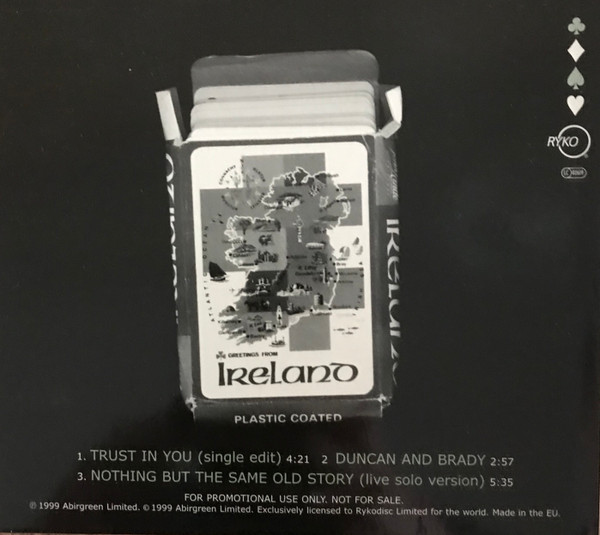 RYKO
GREETINGS FROM
IRELAND
IRELAND
PLASTIC COATED
1. TRUST IN YOU (single edit) 4:21 2 DUNCAN AND BRADY 2:57
3. NOTHING BUT THE SAME OLD STORY (live solo version) 5:35
FOR PROMOTIONAL USE ONLY. NOT FOR SALE.
℗ 1999 Abirgreen Limited. © 1999 Abirgreen Limited. Exclusively licensed to Rykodisc Limited for the world. Made in the EU.